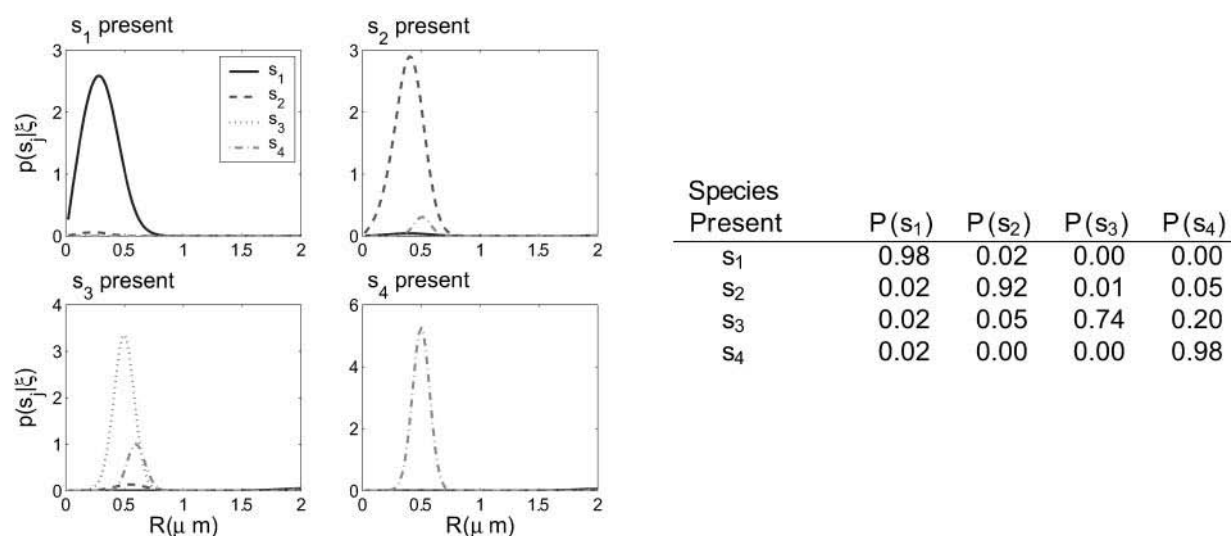 s₁ present
s₂ present
3
2
1
0
p(sⱼ|ξ)
s₁
s₂
s₃
s₄
0 0.5 1 1.5 2
3
2
1
0
0 0.5 1 1.5 2
s₃ present
s₄ present
4
3
2
1
0
p(sⱼ|ξ)
0 0.5 1 1.5 2
R(μ m)
6
4
2
0
0 0.5 1 1.5 2
R(μ m)
Species
Present P(s₁) P(s₂) P(s₃) P(s₄)
s₁ 0.98 0.02 0.00 0.00
s₂ 0.02 0.92 0.01 0.05
s₃ 0.02 0.05 0.74 0.20
s₄ 0.02 0.00 0.00 0.98